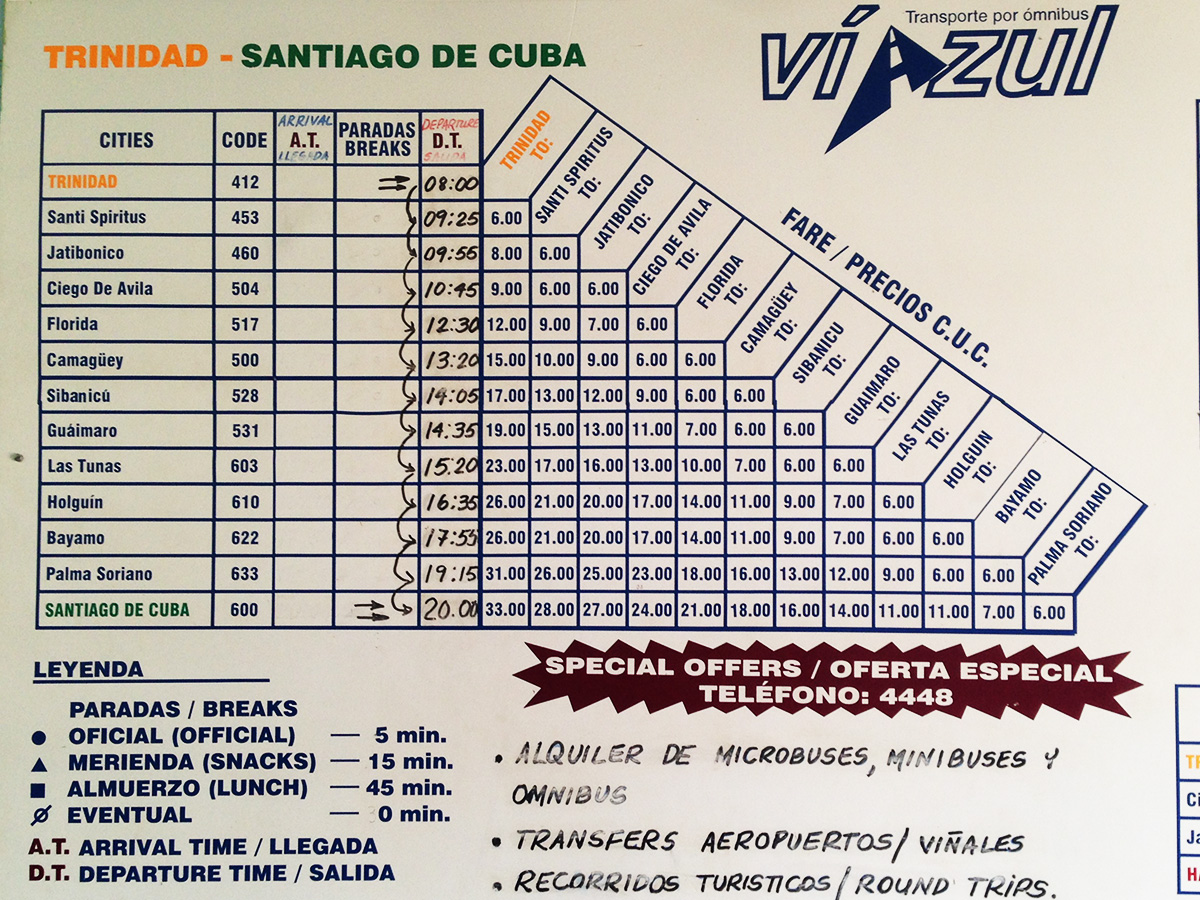 Transporte por ómnibus
víAzul
TRINIDAD - SANTIAGO DE CUBA
FARE / PRECIOS C.U.C.
CITIES CODE ARRIVAL A.T. LLEGADA PARADAS BREAKS DEPARTURE D.T. SALIDA
TRINIDAD TO:
SANTI SPIRITUS TO:
JATIBONICO TO:
CIEGO DE AVILA TO:
FLORIDA TO:
CAMAGÜEY TO:
SIBANICU TO:
GUAIMARO TO:
LAS TUNAS TO:
HOLGUIN TO:
BAYAMO TO:
PALMA SORIANO TO:
TRINIDAD 412 08:00
Santi Spiritus 453 09:25 6.00
Jatibonico 460 09:55 8.00 6.00
Ciego De Avila 504 10:45 9.00 6.00 6.00
Florida 517 12:30 12.00 9.00 7.00 6.00
Camagüey 500 13:20 15.00 10.00 9.00 6.00 6.00
Sibanicú 528 14:05 17.00 13.00 12.00 9.00 6.00 6.00
Guáimaro 531 14:35 19.00 15.00 13.00 11.00 7.00 6.00 6.00
Las Tunas 603 15:20 23.00 17.00 16.00 13.00 10.00 7.00 6.00 6.00
Holguín 610 16:35 26.00 21.00 20.00 17.00 14.00 11.00 9.00 7.00 6.00
Bayamo 622 17:55 26.00 21.00 20.00 17.00 14.00 11.00 9.00 7.00 6.00 6.00
Palma Soriano 633 19:15 31.00 26.00 25.00 23.00 18.00 16.00 13.00 12.00 9.00 6.00 6.00
SANTIAGO DE CUBA 600 20.00 33.00 28.00 27.00 24.00 21.00 18.00 16.00 14.00 11.00 11.00 7.00 6.00
LEYENDA
PARADAS / BREAKS
OFICIAL (OFFICIAL) — 5 min.
MERIENDA (SNACKS) — 15 min.
ALMUERZO (LUNCH) — 45 min.
EVENTUAL — 0 min.
A.T. ARRIVAL TIME / LLEGADA
D.T. DEPARTURE TIME / SALIDA
SPECIAL OFFERS / OFERTA ESPECIAL
TELÉFONO: 4448
• ALQUILER DE MICROBUSES, MINIBUSES Y
OMNIBUS
• TRANSFERS AEROPUERTOS/VIÑALES
• RECORRIDOS TURISTICOS/ROUND TRIPS.